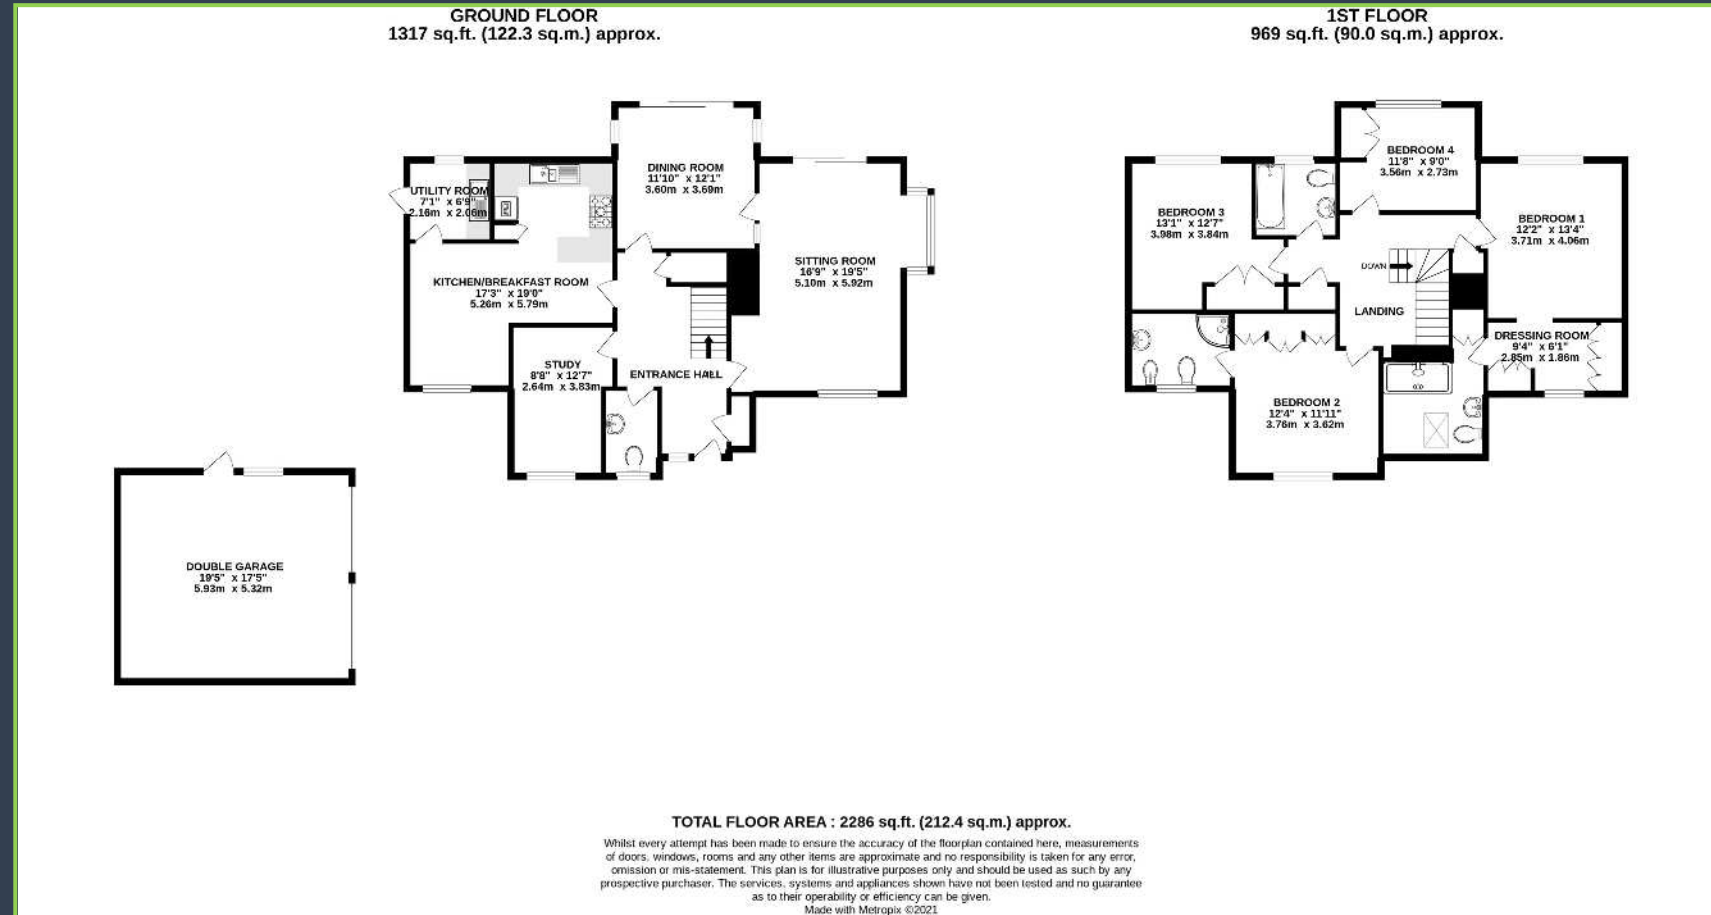 GROUND FLOOR
1317 sq.ft. (122.3 sq.m.) approx.
1ST FLOOR
969 sq.ft. (90.0 sq.m.) approx.
DINING ROOM
11'10" x 12'1"
3.60m x 3.69m
UTILITY ROOM
7'1" x 6'9"
2.16m x 2.06m
SITTING ROOM
16'9" x 19'5"
5.10m x 5.92m
KITCHEN/BREAKFAST ROOM
17'3" x 19'0"
5.26m x 5.79m
STUDY
8'8" x 12'7"
2.64m x 3.83m
ENTRANCE HALL
DOUBLE GARAGE
19'5" x 17'5"
5.93m x 5.32m
BEDROOM 4
11'8" x 9'0"
3.56m x 2.73m
BEDROOM 3
13'1" x 12'7"
3.98m x 3.84m
BEDROOM 1
12'2" x 13'4"
3.71m x 4.06m
DOWN
LANDING
DRESSING ROOM
9'4" x 6'1"
2.85m x 1.86m
BEDROOM 2
12'4" x 11'11"
3.76m x 3.62m
TOTAL FLOOR AREA : 2286 sq.ft. (212.4 sq.m.) approx.
Whilst every attempt has been made to ensure the accuracy of the floorplan contained here, measurements
of doors, windows, rooms and any other items are approximate and no responsibility is taken for any error,
omission or mis-statement. This plan is for illustrative purposes only and should be used as such by any
prospective purchaser. The services, systems and appliances shown have not been tested and no guarantee
as to their operability or efficiency can be given.
Made with Metropix ©2021